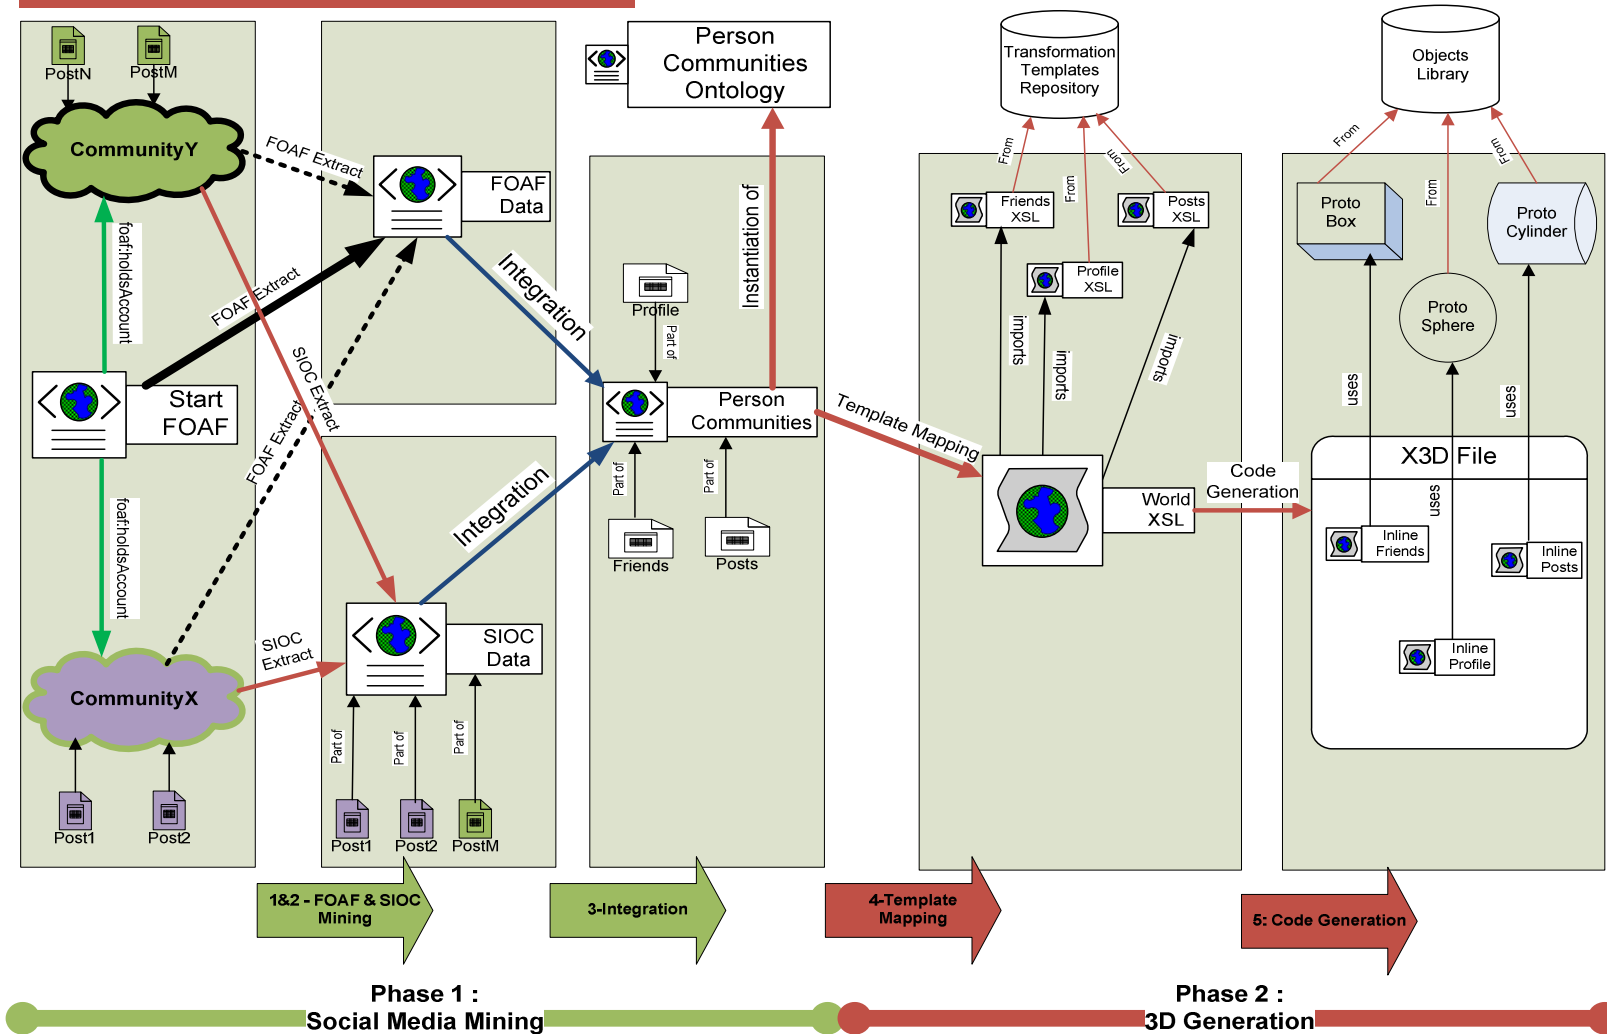 PostN
PostM
CommunityY
foaf:holdsAccount
Start
FOAF
foaf:holdsAccount
CommunityX
Post1
Post2
FOAF Extract
FOAF Extract
SIOC Extract
FOAF Extract
SIOC
Extract
FOAF
Data
SIOC
Data
Part of
Part of
Part of
Post1
Post2
PostM
Integration
Integration
Person
Communities
Ontology
Instantiation of
Profile
Part of
Person
Communities
Part of
Part of
Friends
Posts
Template Mapping
Transformation
Templates
Repository
From
From
From
Friends
XSL
Posts
XSL
Profile
XSL
imports
imports
imports
World
XSL
Code
Generation
Objects
Library
From
From
From
Proto
Box
Proto
Cylinder
Proto
Sphere
uses
uses
uses
X3D File
Inline
Friends
Inline
Posts
Inline
Profile
1&2 - FOAF & SIOC
Mining
3-Integration
4-Template
Mapping
5: Code Generation
Phase 1 :
Social Media Mining
Phase 2 :
3D Generation